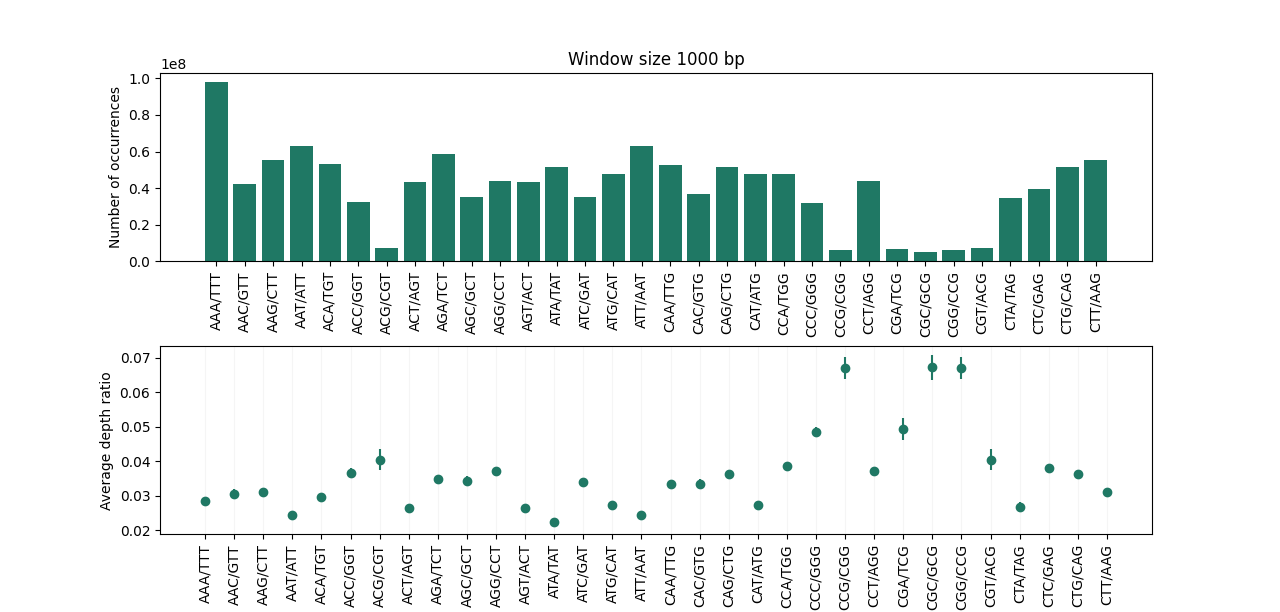 Window size 1000 bp
1e8
Number of occurrences
1.0
0.8
0.6
0.4
0.2
0.0
AAA/TTT
AAC/GTT
AAG/CTT
AAT/ATT
ACA/TGT
ACC/GGT
ACG/CGT
ACT/AGT
AGA/TCT
AGC/GCT
AGG/CCT
AGT/ACT
ATA/TAT
ATC/GAT
ATG/CAT
ATT/AAT
CAA/TTG
CAC/GTG
CAG/CTG
CAT/ATG
CCA/TGG
CCC/GGG
CCG/CGG
CCT/AGG
CGA/TCG
CGC/GCG
CGG/CCG
CGT/ACG
CTA/TAG
CTC/GAG
CTG/CAG
CTT/AAG
Average depth ratio
0.07
0.06
0.05
0.04
0.03
0.02
AAA/TTT
AAC/GTT
AAG/CTT
AAT/ATT
ACA/TGT
ACC/GGT
ACG/CGT
ACT/AGT
AGA/TCT
AGC/GCT
AGG/CCT
AGT/ACT
ATA/TAT
ATC/GAT
ATG/CAT
ATT/AAT
CAA/TTG
CAC/GTG
CAG/CTG
CAT/ATG
CCA/TGG
CCC/GGG
CCG/CGG
CCT/AGG
CGA/TCG
CGC/GCG
CGG/CCG
CGT/ACG
CTA/TAG
CTC/GAG
CTG/CAG
CTT/AAG